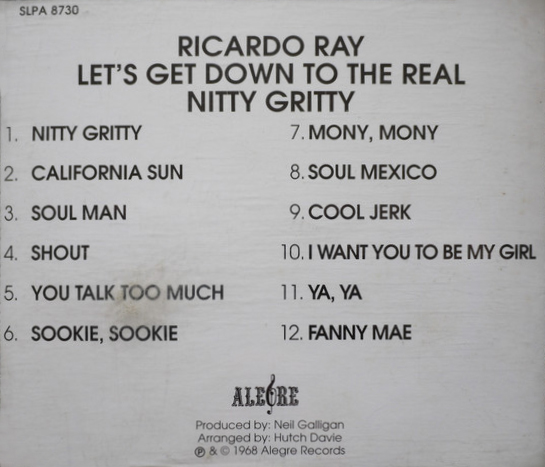 SLPA 8730
RICARDO RAY
LET'S GET DOWN TO THE REAL
NITTY GRITTY
1. NITTY GRITTY
2. CALIFORNIA SUN
3. SOUL MAN
4. SHOUT
5. YOU TALK TOO MUCH
6. SOOKIE, SOOKIE
7. MONY, MONY
8. SOUL MEXICO
9. COOL JERK
10. I WANT YOU TO BE MY GIRL
11. YA, YA
12. FANNY MAE
ALEGRE
Produced by: Neil Galligan
Arranged by: Hutch Davie
℗ & © 1968 Alegre Records